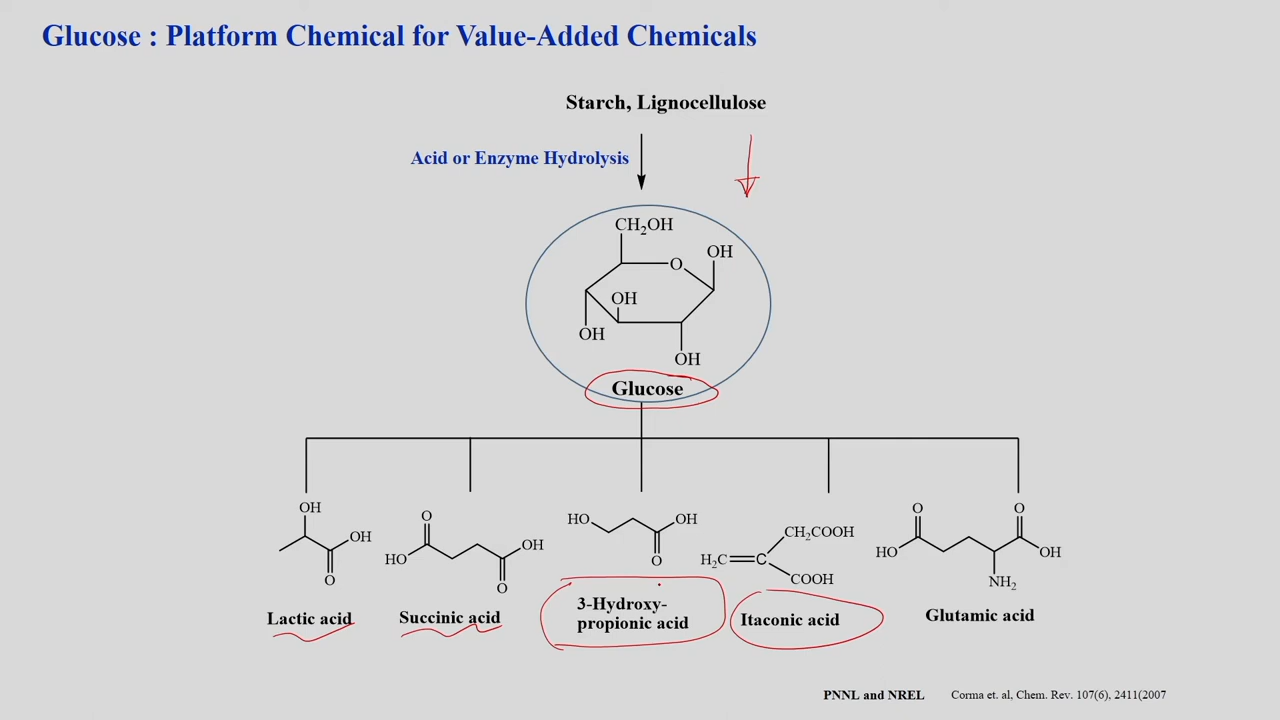 Glucose : Platform Chemical for Value-Added Chemicals
Starch, Lignocellulose
Acid or Enzyme Hydrolysis
CH₂OH
O
OH
OH
OH
OH
Glucose
OH
OH
O
Lactic acid
O
HO
OH
O
Succinic acid
HO
OH
O
3-Hydroxy-
propionic acid
CH₂COOH
H₂C
C
COOH
Itaconic acid
O
O
HO
OH
NH₂
Glutamic acid
PNNL and NREL
Corma et. al, Chem. Rev. 107(6), 2411(2007